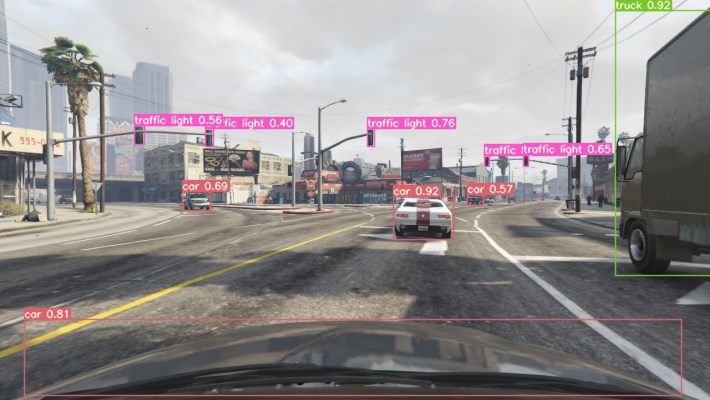 truck 0.92
traffic light 0.56
fic light 0.40
traffic light 0.76
traffic l
traffic light 0.65
K
555-
car 0.69
car 0.92
car 0.57
car 0.81